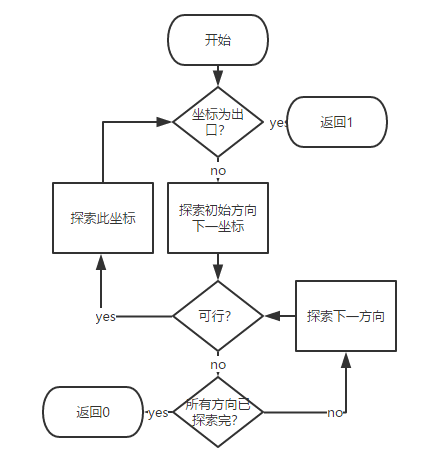 开始
坐标为出
口?
yes
返回1
no
探索此坐标
探索初始方向
下一坐标
yes
可行?
探索下一方向
no
返回0
yes
所有方向已
探索完?
no